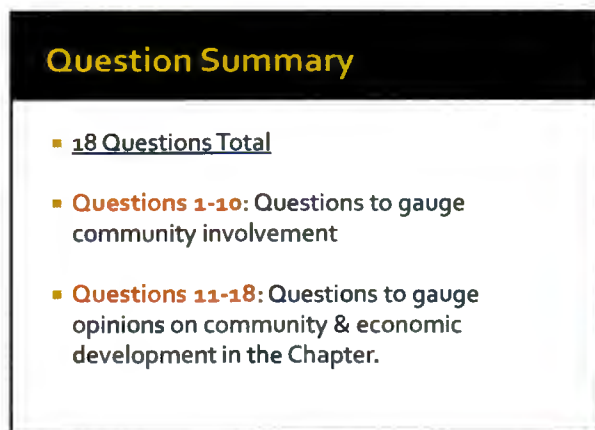 Question Summary
18 Questions Total
Questions 1-10: Questions to gauge
community involvement
Questions 11-18: Questions to gauge
opinions on community & economic
development in the Chapter.